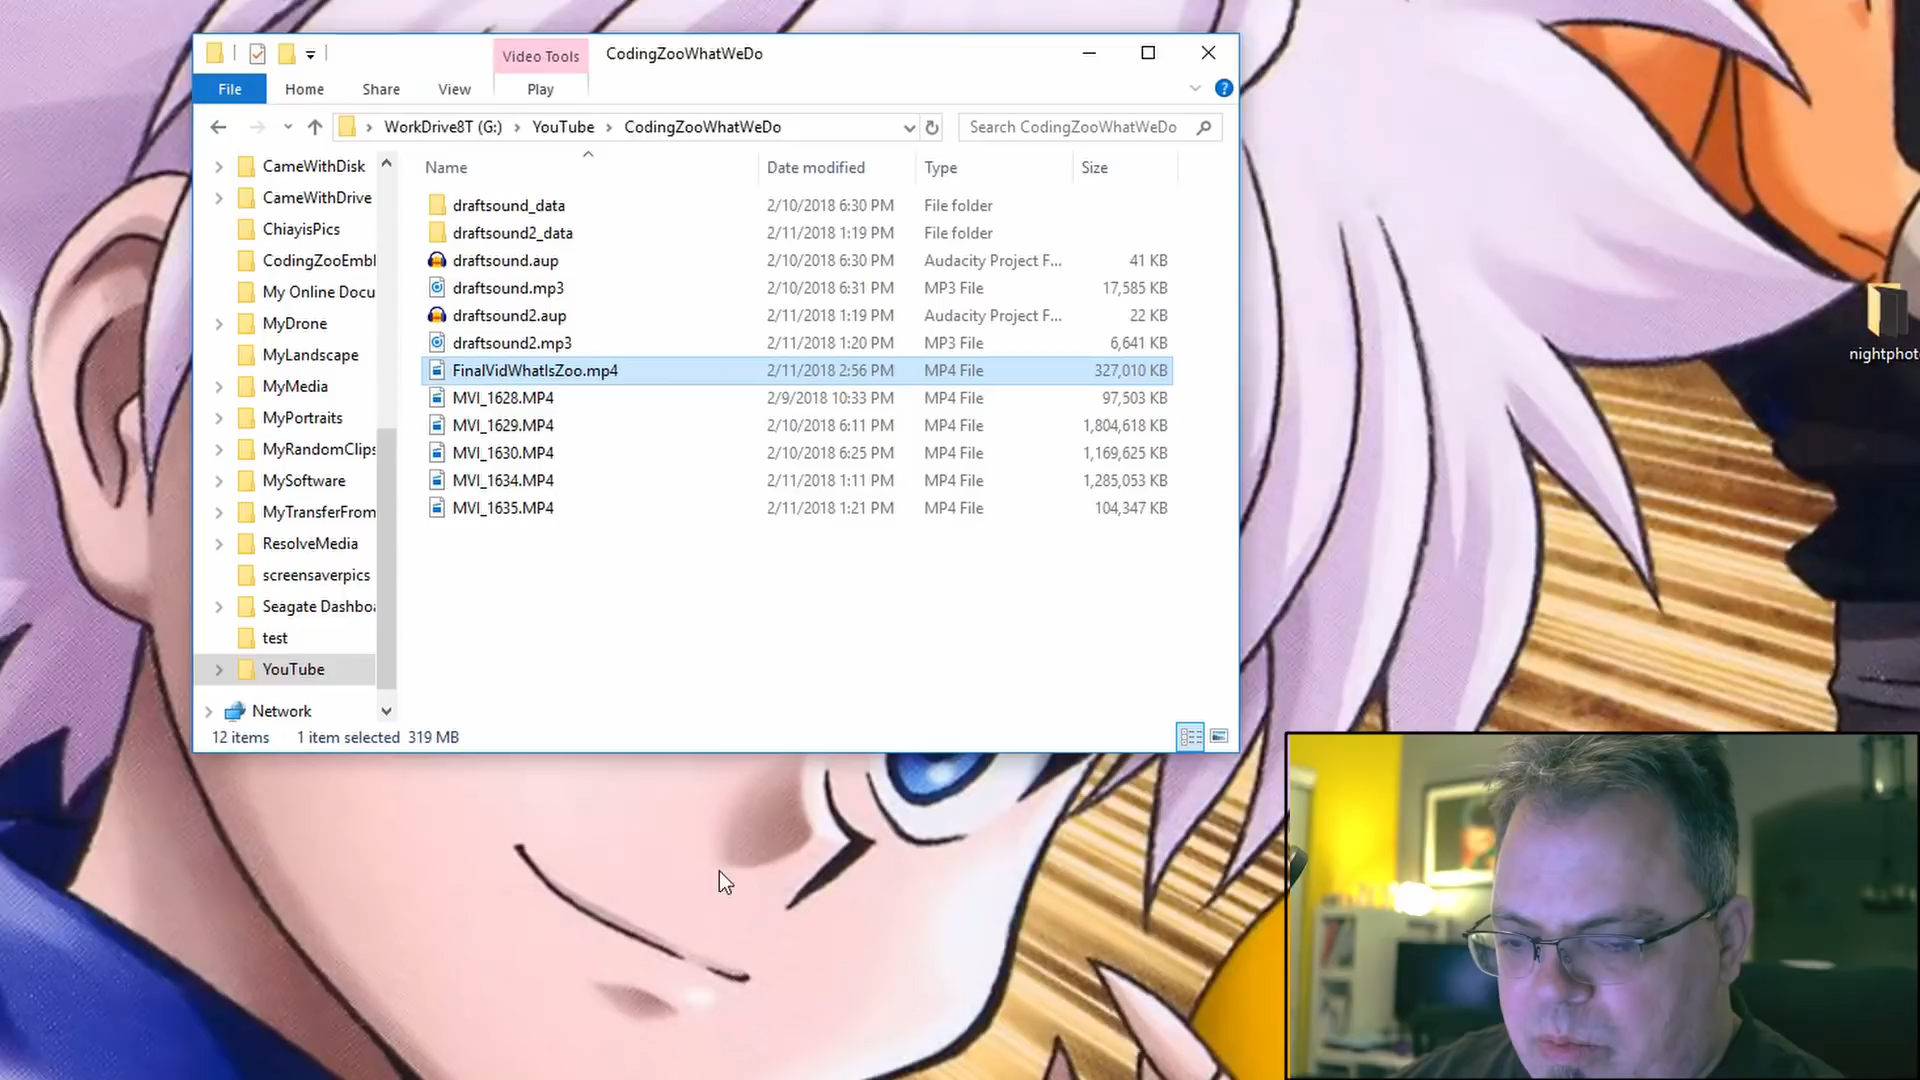 Video Tools CodingZooWhatWeDo
File Home Share View Play
WorkDrive8T (G:) YouTube CodingZooWhatWeDo Search CodingZooWhatWeDo
Name Date modified Type Size
CameWithDisk
CameWithDrive
ChiayisPics
CodingZooEmbl
My Online Docu
MyDrone
MyLandscape
MyMedia
MyPortraits
MyRandomClips
MySoftware
MyTransferFrom
ResolveMedia
screensaverpics
Seagate Dashboa
test
YouTube
Network
draftsound_data 2/10/2018 6:30 PM File folder
draftsound2_data 2/11/2018 1:19 PM File folder
draftsound.aup 2/10/2018 6:30 PM Audacity Project F... 41 KB
draftsound.mp3 2/10/2018 6:31 PM MP3 File 17,585 KB
draftsound2.aup 2/11/2018 1:19 PM Audacity Project F... 22 KB
draftsound2.mp3 2/11/2018 1:20 PM MP3 File 6,641 KB
FinalVidWhatIsZoo.mp4 2/11/2018 2:56 PM MP4 File 327,010 KB
MVI_1628.MP4 2/9/2018 10:33 PM MP4 File 97,503 KB
MVI_1629.MP4 2/10/2018 6:11 PM MP4 File 1,804,618 KB
MVI_1630.MP4 2/10/2018 6:25 PM MP4 File 1,169,625 KB
MVI_1634.MP4 2/11/2018 1:11 PM MP4 File 1,285,053 KB
MVI_1635.MP4 2/11/2018 1:21 PM MP4 File 104,347 KB
12 items 1 item selected 319 MB
nightphot